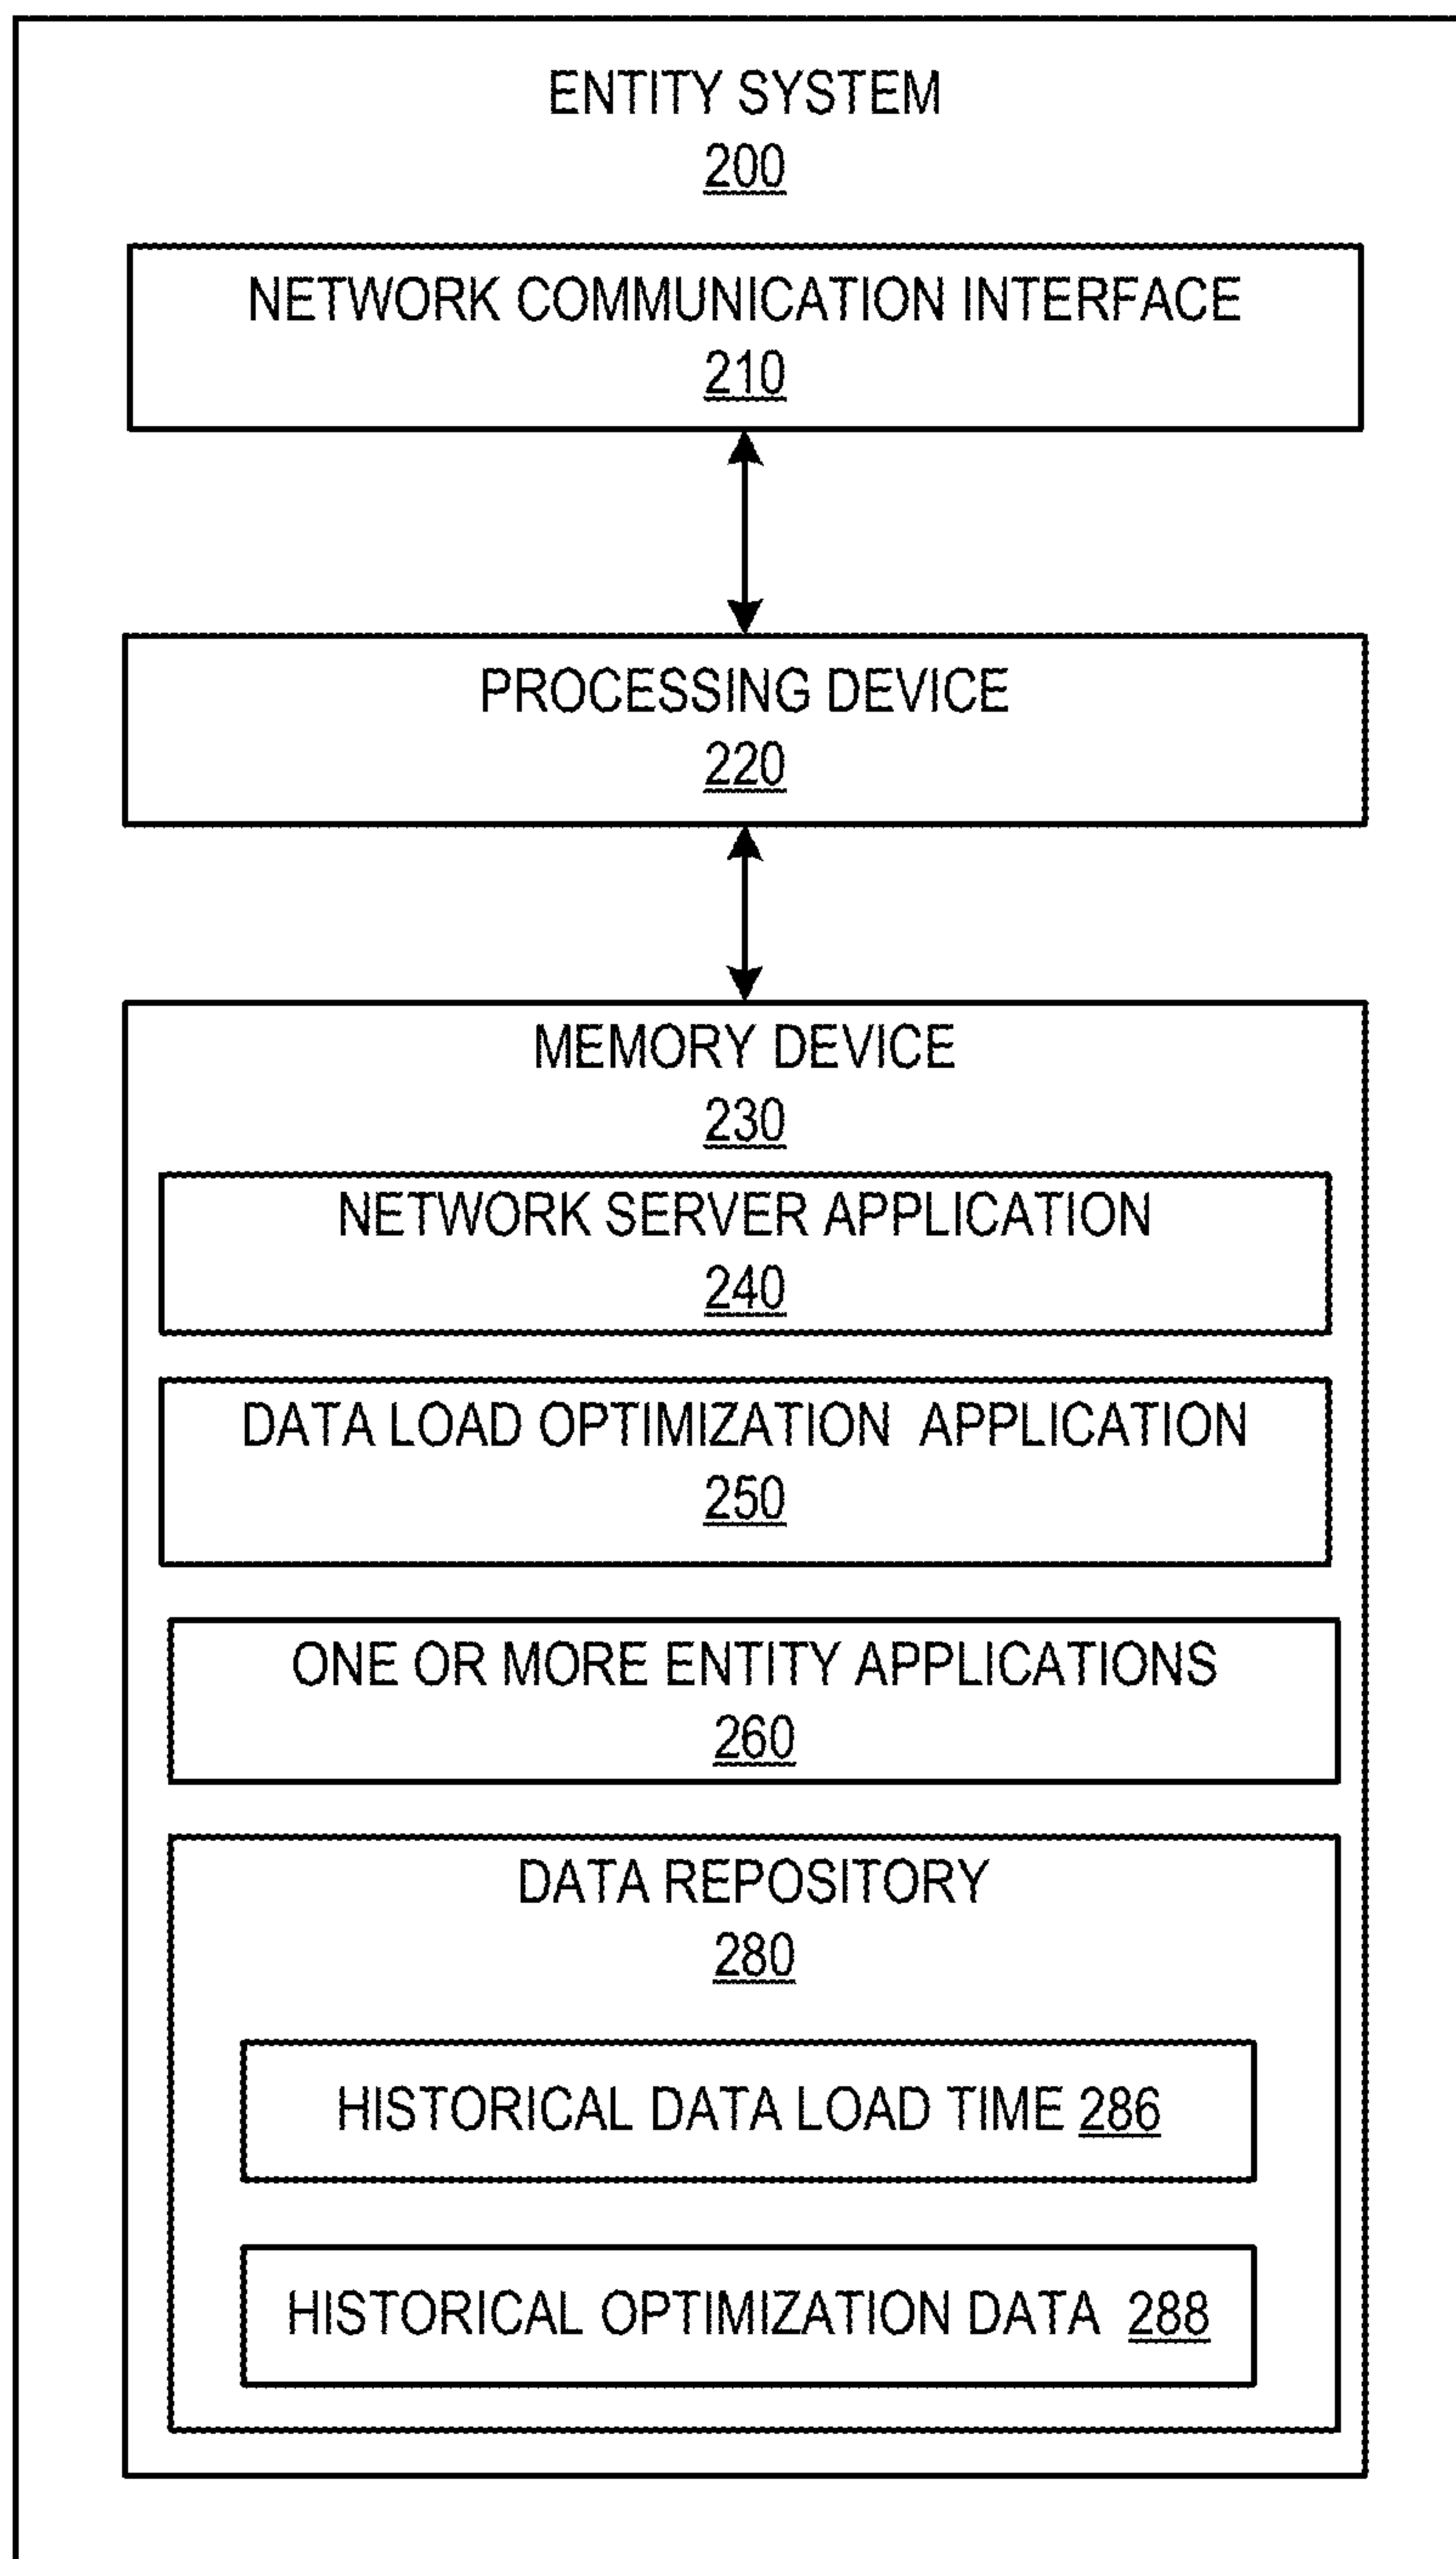 ENTITY SYSTEM
200
NETWORK COMMUNICATION INTERFACE
210
PROCESSING DEVICE
220
MEMORY DEVICE
230
NETWORK SERVER APPLICATION
240
DATA LOAD OPTIMIZATION APPLICATION
250
ONE OR MORE ENTITY APPLICATIONS
260
DATA REPOSITORY
280
HISTORICAL DATA LOAD TIME 286
HISTORICAL OPTIMIZATION DATA 288